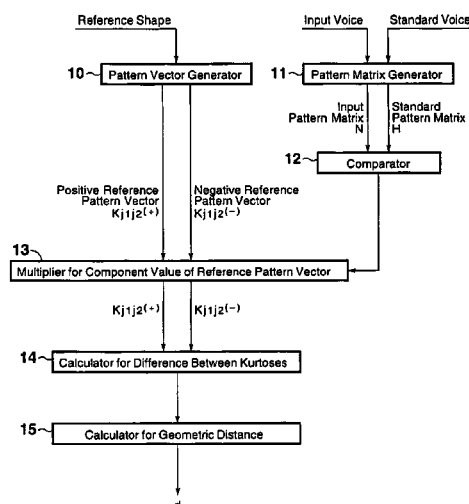 Reference Shape
Input Voice
Standard Voice
10
Pattern Vector Generator
11
Pattern Matrix Generator
Input
Pattern Matrix
N
Standard
Pattern Matrix
H
12
Comparator
Positive Reference
Pattern Vector
Kj1j2(+)
Negative Reference
Pattern Vector
Kj1j2(-)
13
Multiplier for Component Value of Reference Pattern Vector
Kj1j2(+)
Kj1j2(-)
14
Calculator for Difference Between Kurtoses
15
Calculator for Geometric Distance